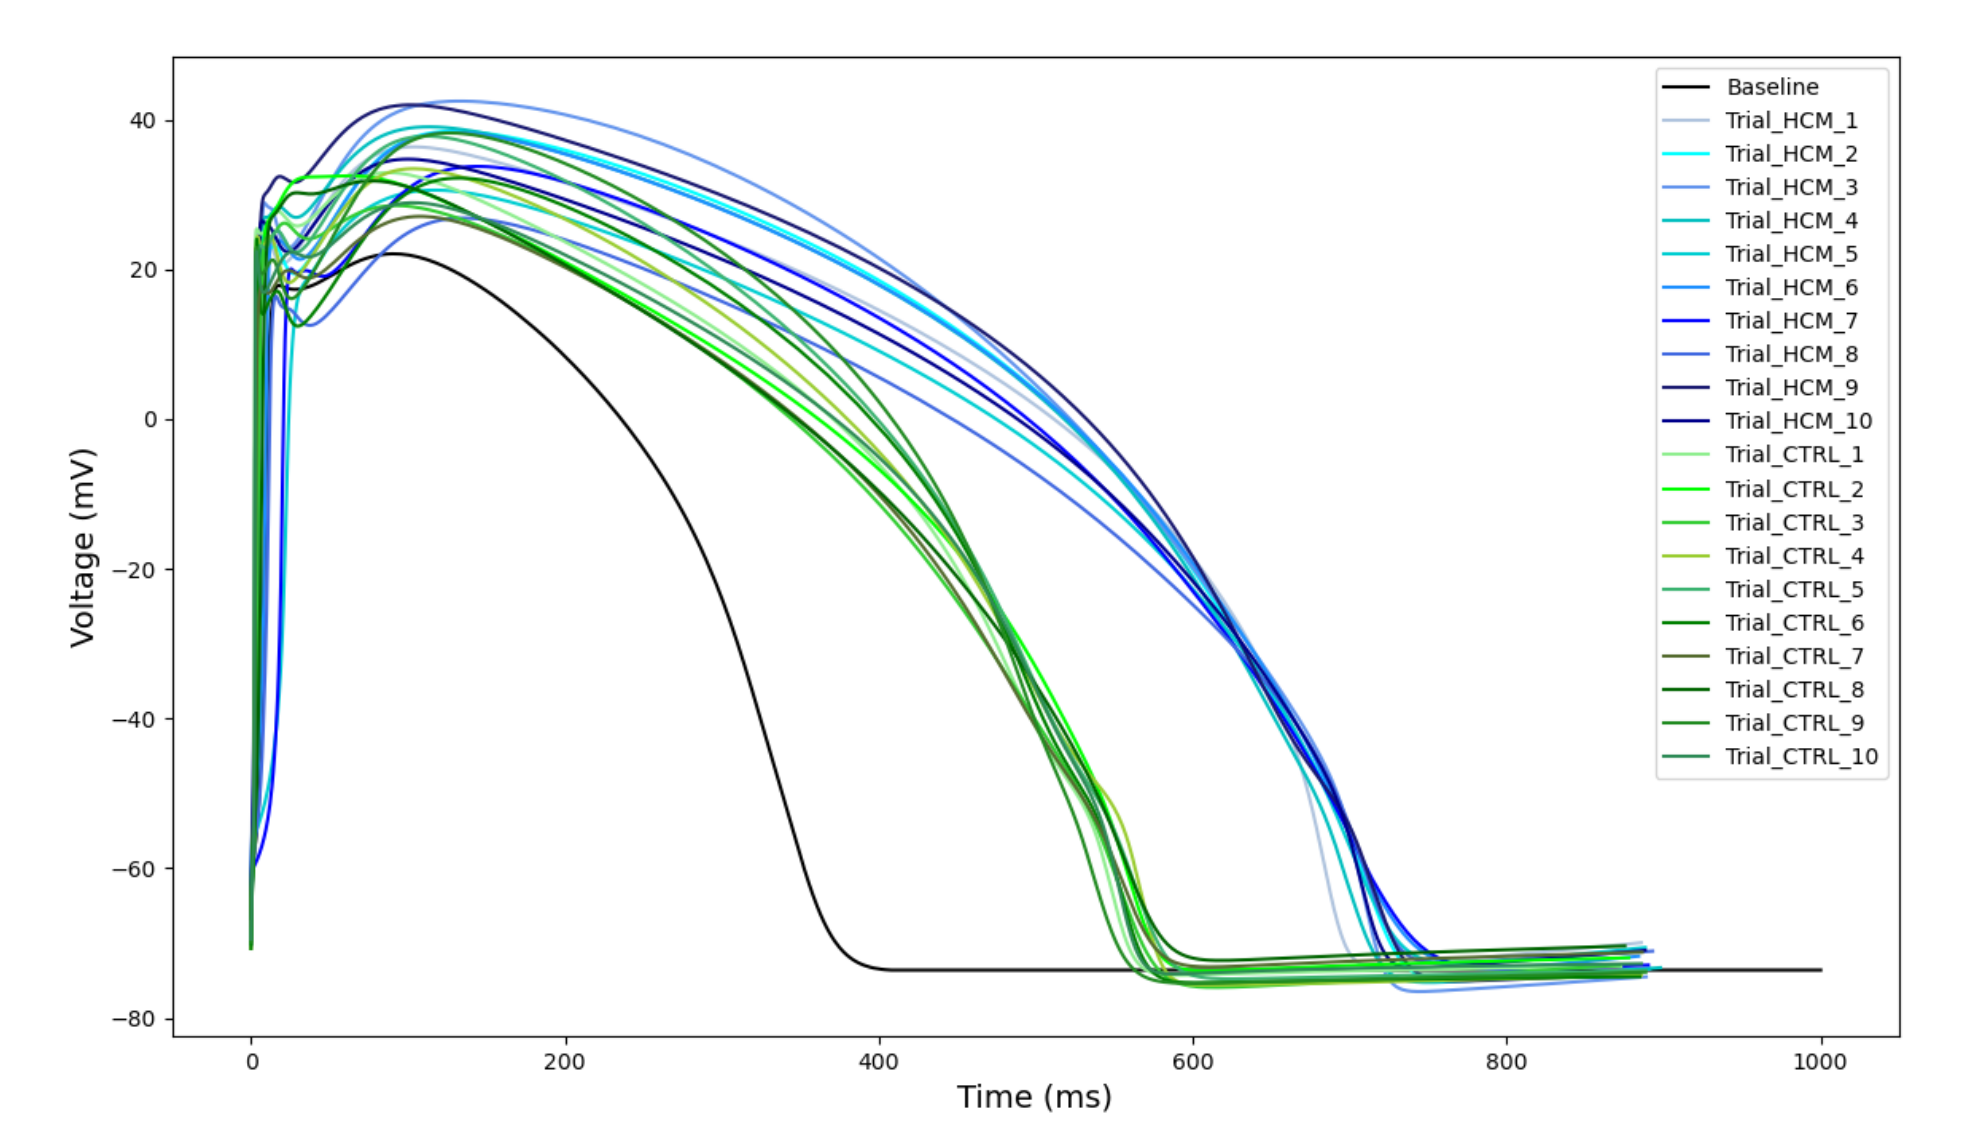 40
20
0
−20
−40
−60
−80
Voltage (mV)
0 200 400 600 800 1000
Time (ms)
Baseline
Trial_HCM_1
Trial_HCM_2
Trial_HCM_3
Trial_HCM_4
Trial_HCM_5
Trial_HCM_6
Trial_HCM_7
Trial_HCM_8
Trial_HCM_9
Trial_HCM_10
Trial_CTRL_1
Trial_CTRL_2
Trial_CTRL_3
Trial_CTRL_4
Trial_CTRL_5
Trial_CTRL_6
Trial_CTRL_7
Trial_CTRL_8
Trial_CTRL_9
Trial_CTRL_10